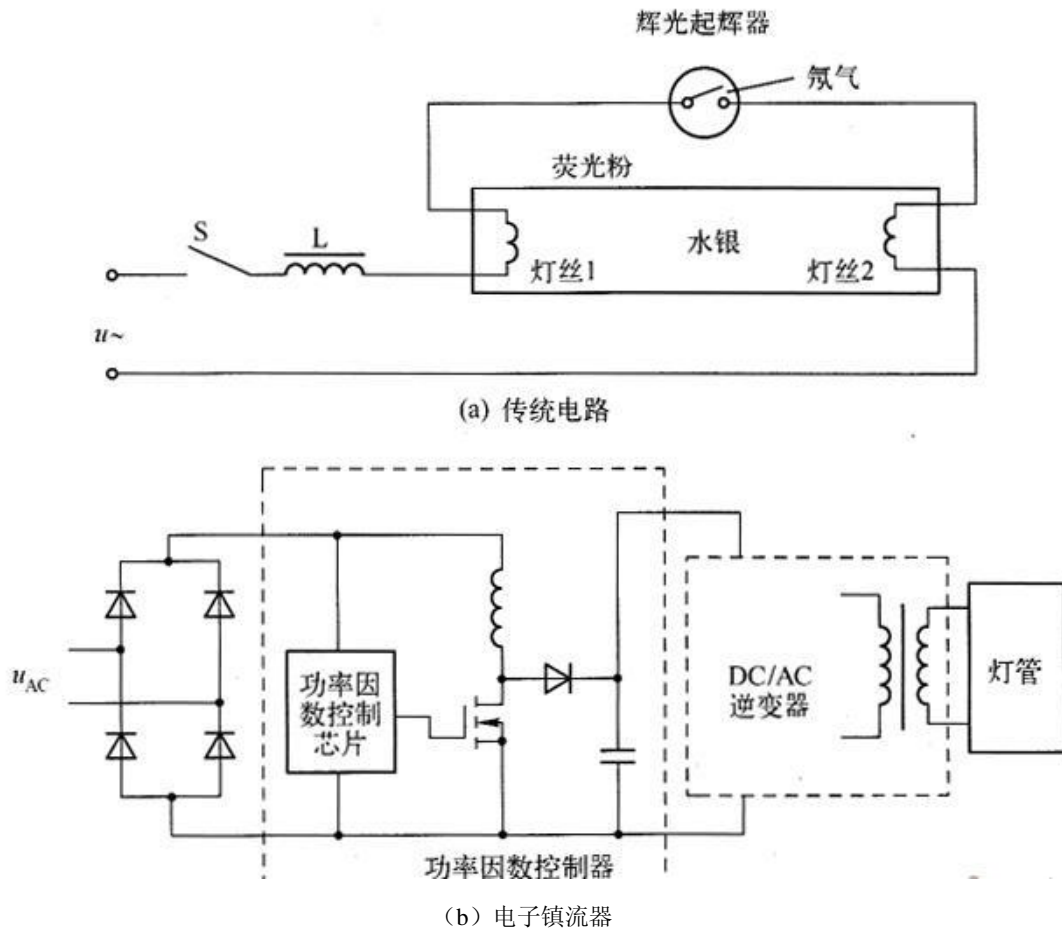 辉光起辉器
氖气
荧光粉
S
L
水银
灯丝1
灯丝2
u~
(a) 传统电路
u_AC
功率因
数控制
芯片
DC/AC
逆变器
灯管
功率因数控制器
（b）电子镇流器